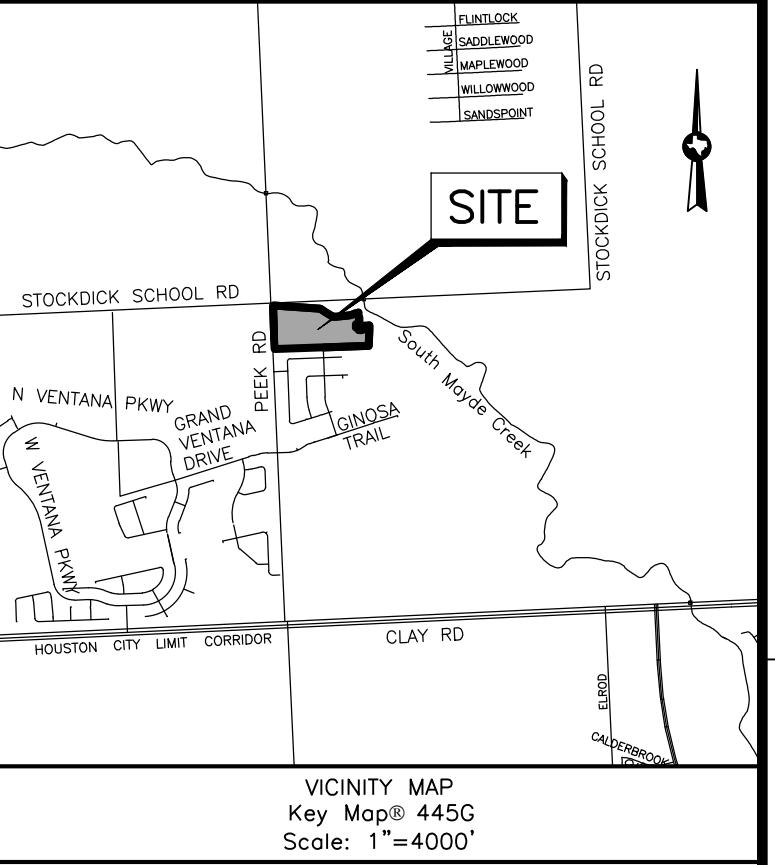 FLINTLOCK
SADDLEWOOD
VILLAGE
MAPLEWOOD
WILLOWWOOD
SANDSPOINT
STOCKDICK SCHOOL RD
SITE
STOCKDICK SCHOOL RD
PEEK RD
South Mayde Creek
N VENTANA PKWY
GRAND
VENTANA
DRIVE
GINOSA
TRAIL
W VENTANA PKWY
HOUSTON CITY LIMIT CORRIDOR
CLAY RD
ELROD
CALDERBROOK
VICINITY MAP
Key Map® 445G
Scale: 1"=4000'